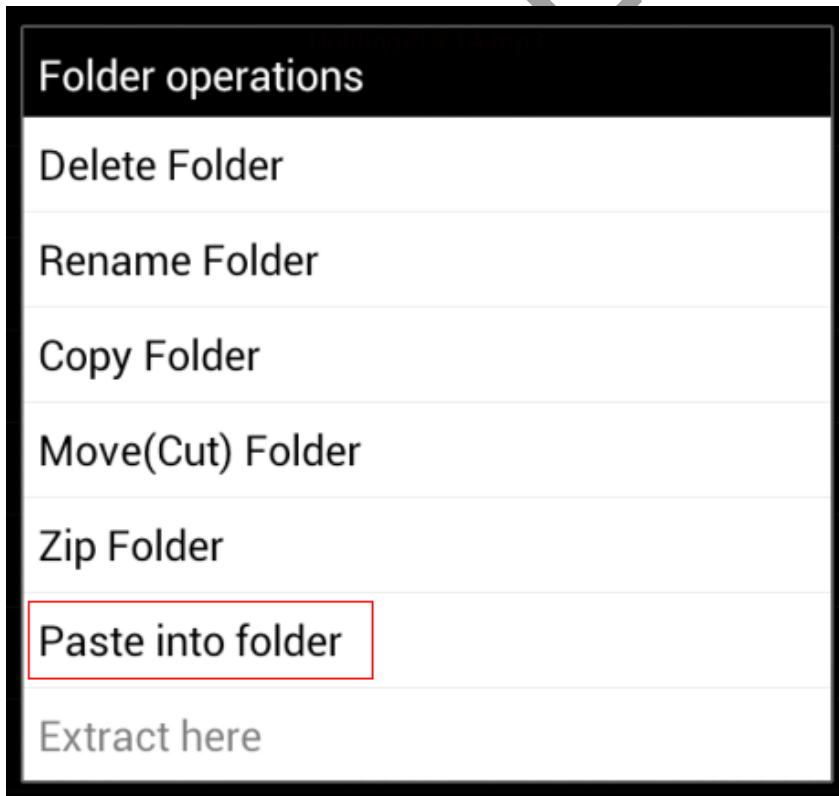 Folder operations
Delete Folder
Rename Folder
Copy Folder
Move(Cut) Folder
Zip Folder
Paste into folder
Extract here